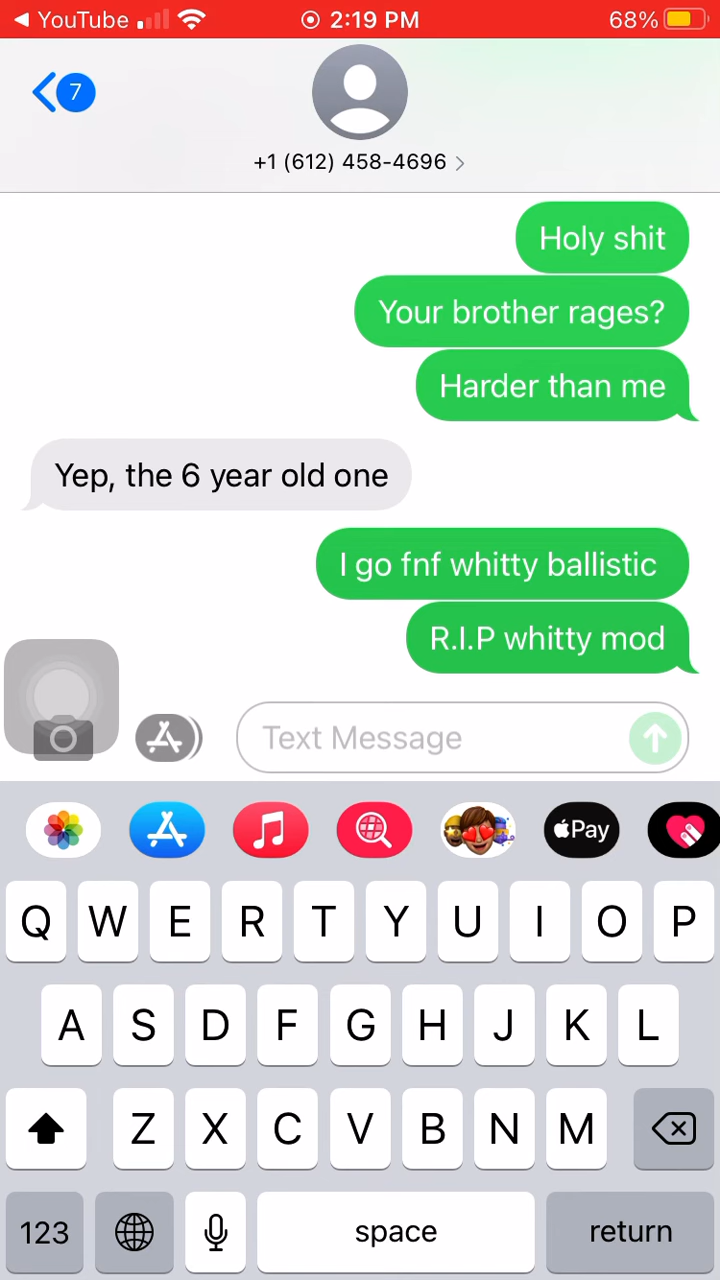 YouTube 2:19 PM 68%
7
+1 (612) 458-4696
Holy shit
Your brother rages?
Harder than me
Yep, the 6 year old one
I go fnf whitty ballistic
R.I.P whitty mod
Text Message
Pay
Q W E R T Y U I O P
A S D F G H J K L
Z X C V B N M
123 space return